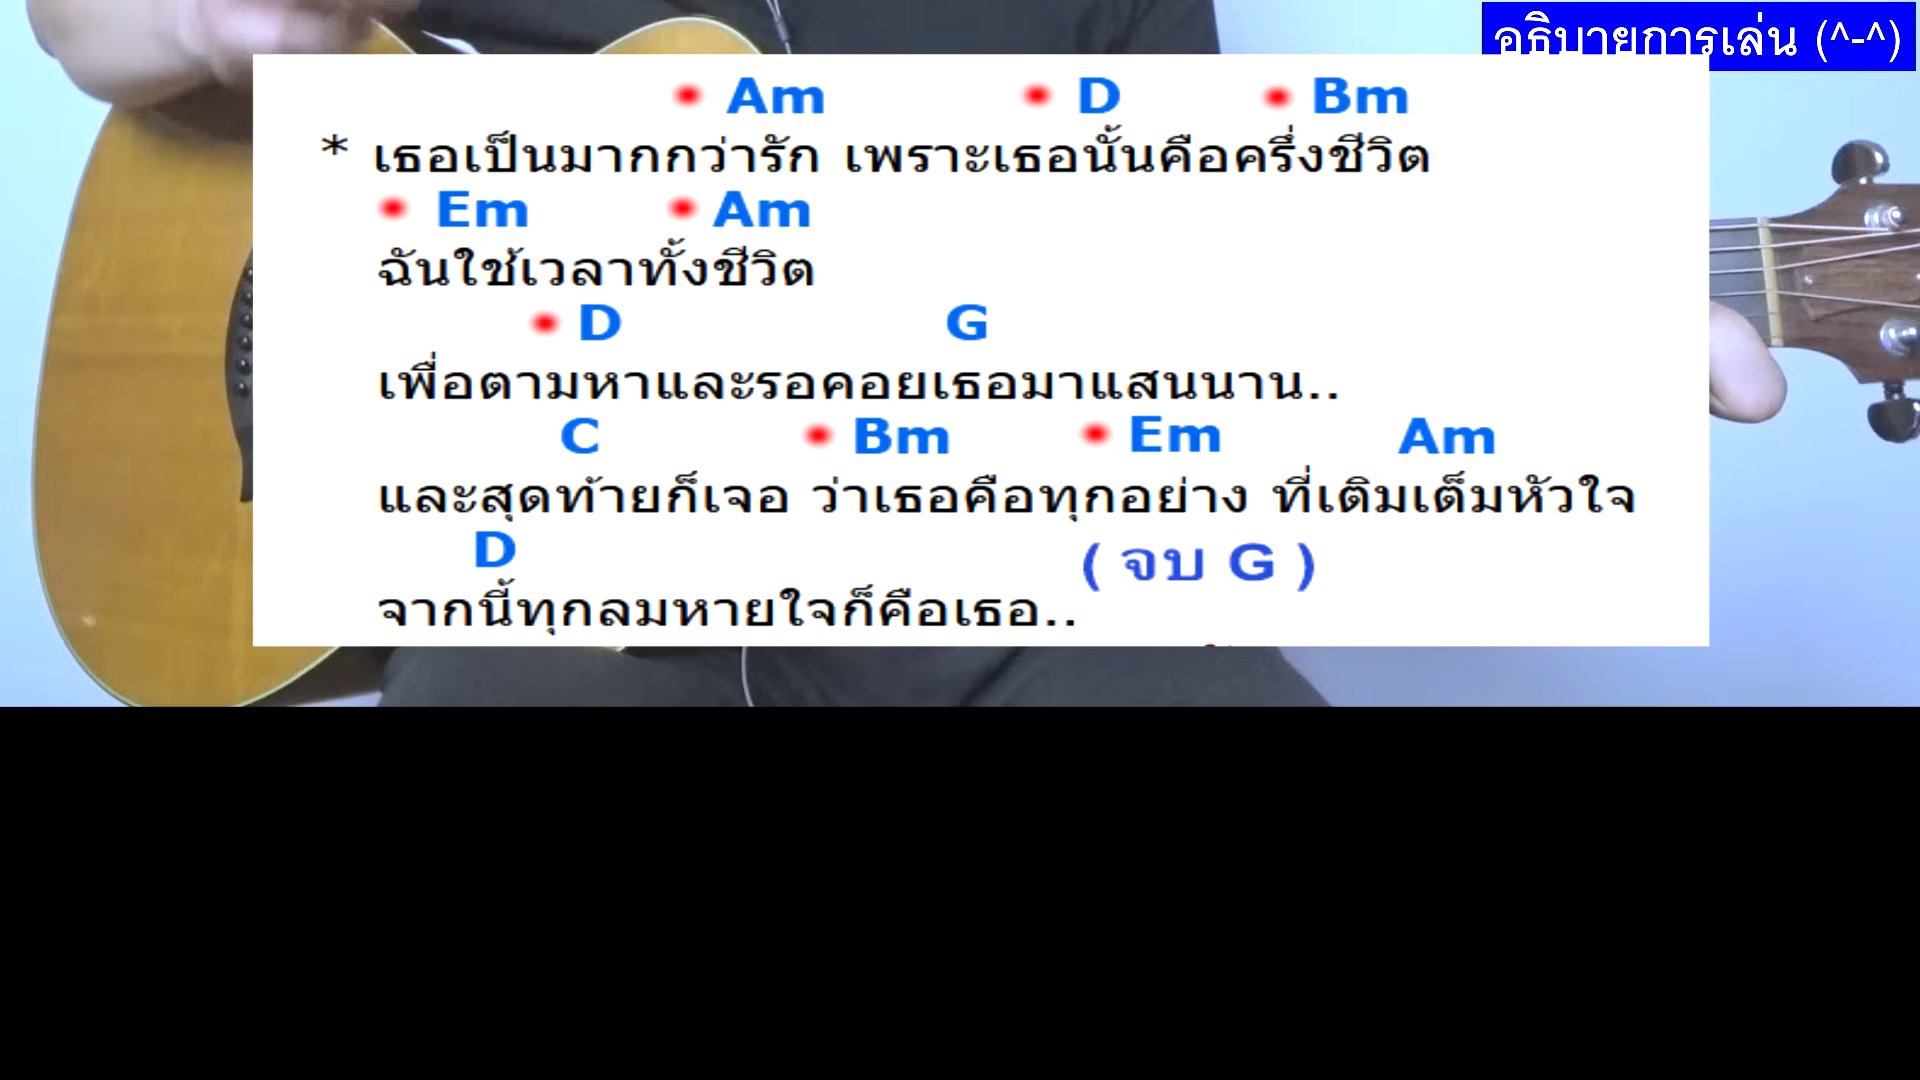 อธิบายการเล่น (^-^)
• Am • D • Bm
* เธอเป็นมากกว่ารัก เพราะเธอนั้นคือครึ่งชีวิต
• Em • Am
ฉันใช้เวลาทั้งชีวิต
• D G
เพื่อตามหาและรอคอยเธอมาแสนนาน..
C • Bm • Em Am
และสุดท้ายก็เจอ ว่าเธอคือทุกอย่าง ที่เติมเต็มหัวใจ
D ( จบ G )
จากนี้ทุกลมหายใจก็คือเธอ..